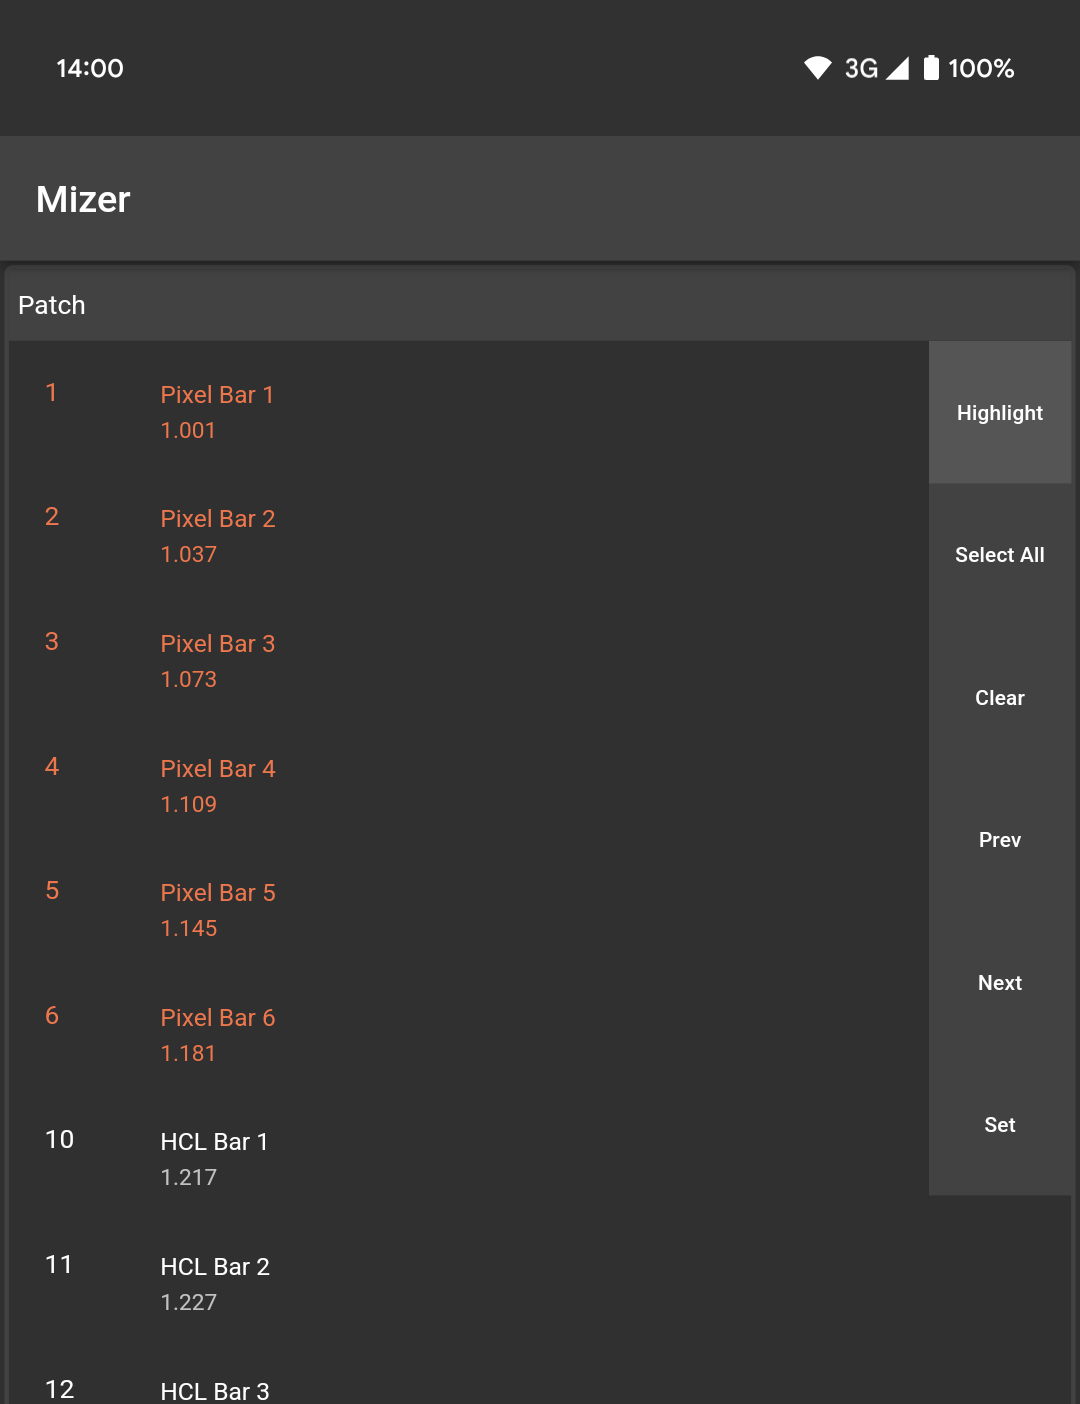 14:00 3G 100%
Mizer
Patch
1 Pixel Bar 1
1.001
Highlight
2 Pixel Bar 2
1.037
Select All
3 Pixel Bar 3
1.073
Clear
4 Pixel Bar 4
1.109
Prev
5 Pixel Bar 5
1.145
Next
6 Pixel Bar 6
1.181
Set
10 HCL Bar 1
1.217
11 HCL Bar 2
1.227
12 HCL Bar 3